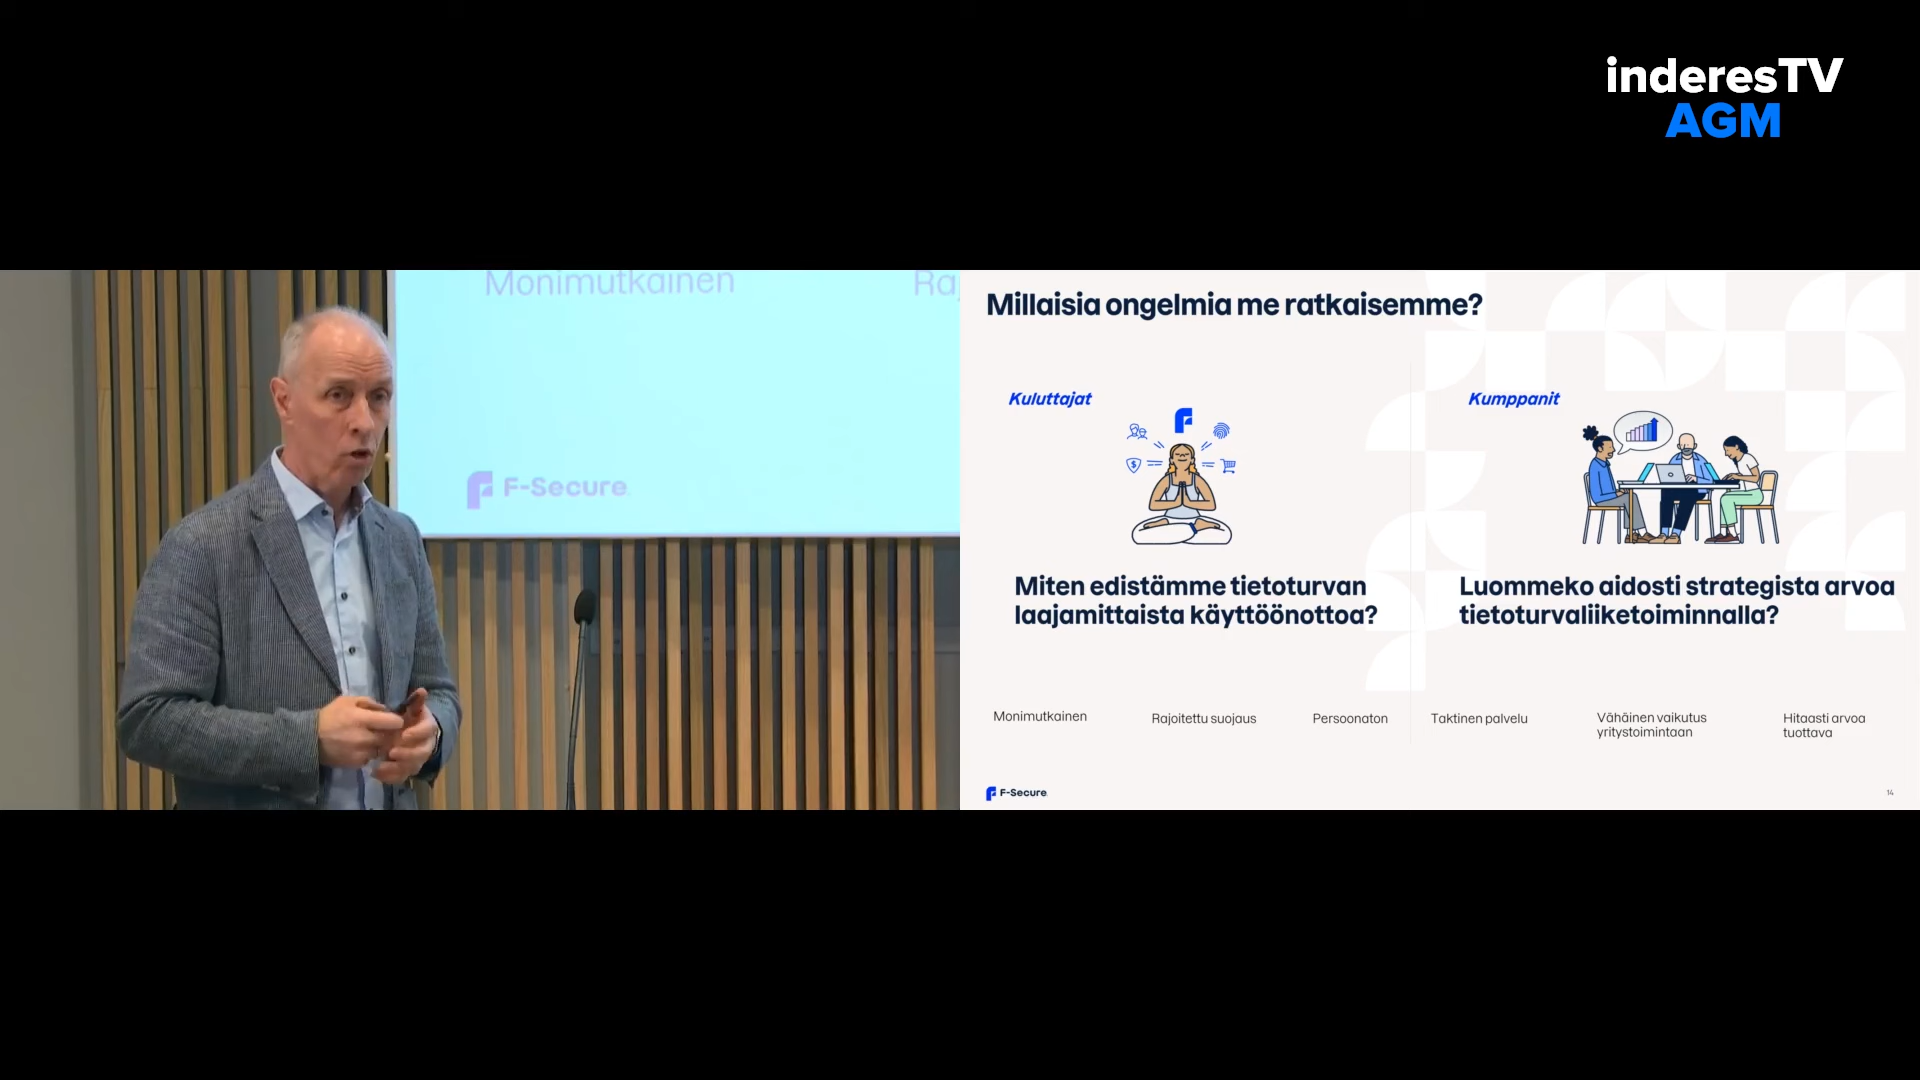 inderesTV
AGM
Monimutkainen
F-Secure
Millaisia ongelmia me ratkaisemme?
Kuluttajat
Miten edistämme tietoturvan
laajamittaista käyttöönottoa?
Monimutkainen
Rajoitettu suojaus
Persoonaton
Kumppanit
Luommeko aidosti strategista arvoa
tietoturvaliiketoiminnalla?
Taktinen palvelu
Vähäinen vaikutus
yritystoimintaan
Hitaasti arvoa
tuottava
F-Secure
14